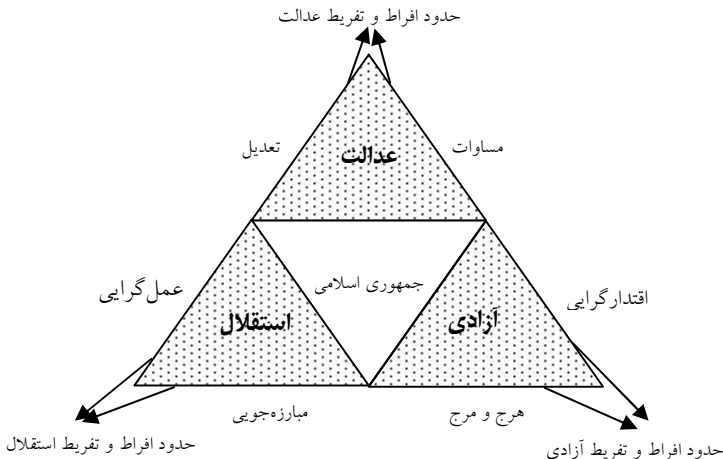 حدود افراط و تفریط عدالت
مساوات
تعدیل
عدالت
جمهوری اسلامی
اقتدارگرایی
عمل‌گرایی
آزادی
استقلال
هرج و مرج
مبارزه‌جویی
حدود افراط و تفریط آزادی
حدود افراط و تفریط استقلال